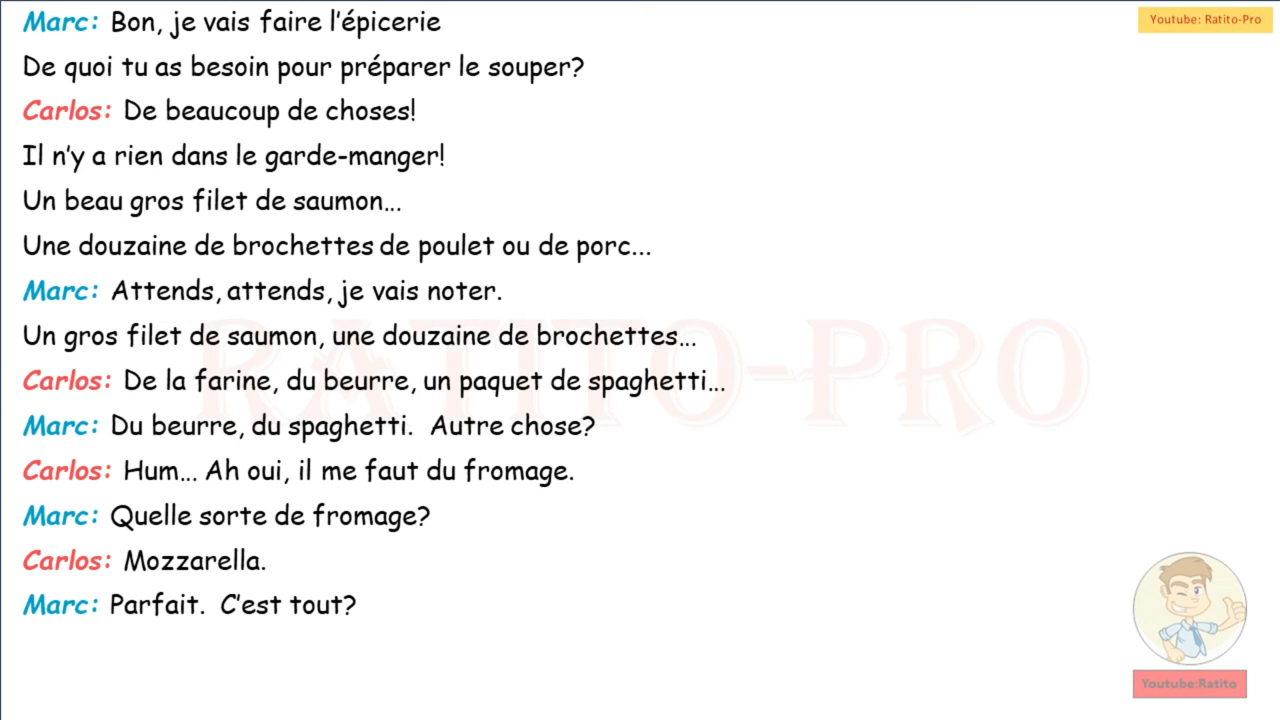 Marc: Bon, je vais faire l'épicerie
Youtube: Ratito-Pro
De quoi tu as besoin pour préparer le souper?
Carlos: De beaucoup de choses!
Il n'y a rien dans le garde-manger!
Un beau gros filet de saumon...
Une douzaine de brochettes de poulet ou de porc...
Marc: Attends, attends, je vais noter.
Un gros filet de saumon, une douzaine de brochettes...
RATITO-PRO
Carlos: De la farine, du beurre, un paquet de spaghetti...
Marc: Du beurre, du spaghetti. Autre chose?
Carlos: Hum... Ah oui, il me faut du fromage.
Marc: Quelle sorte de fromage?
Carlos: Mozzarella.
Marc: Parfait. C'est tout?
Youtube:Ratito